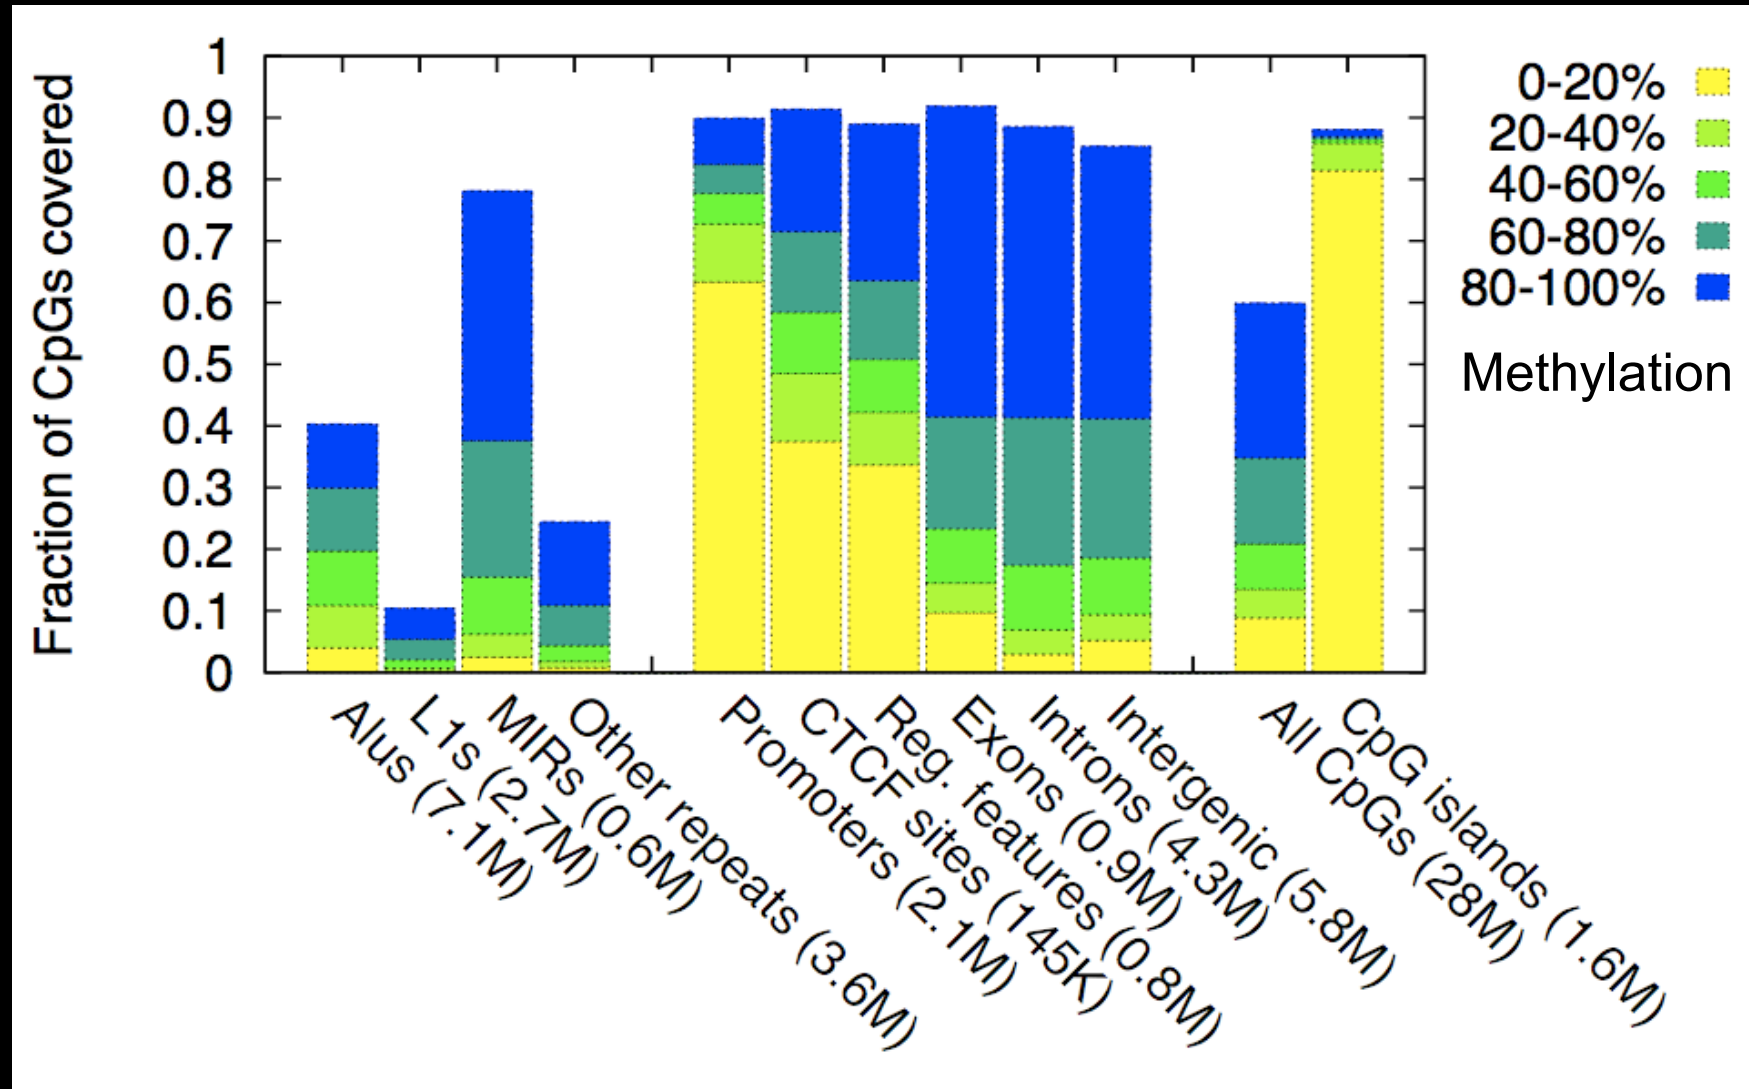 Fraction of CpGs covered
1
0.9
0.8
0.7
0.6
0.5
0.4
0.3
0.2
0.1
0
0-20%
20-40%
40-60%
60-80%
80-100%
Methylation
Alus (7.1M)
L1s (2.7M)
MIRs (0.6M)
Other repeats (3.6M)
Promoters (2.1M)
CTCF sites (145K)
Reg. features (0.8M)
Exons (0.9M)
Introns (4.3M)
Intergenic (5.8M)
All CpGs (28M)
CpG islands (1.6M)